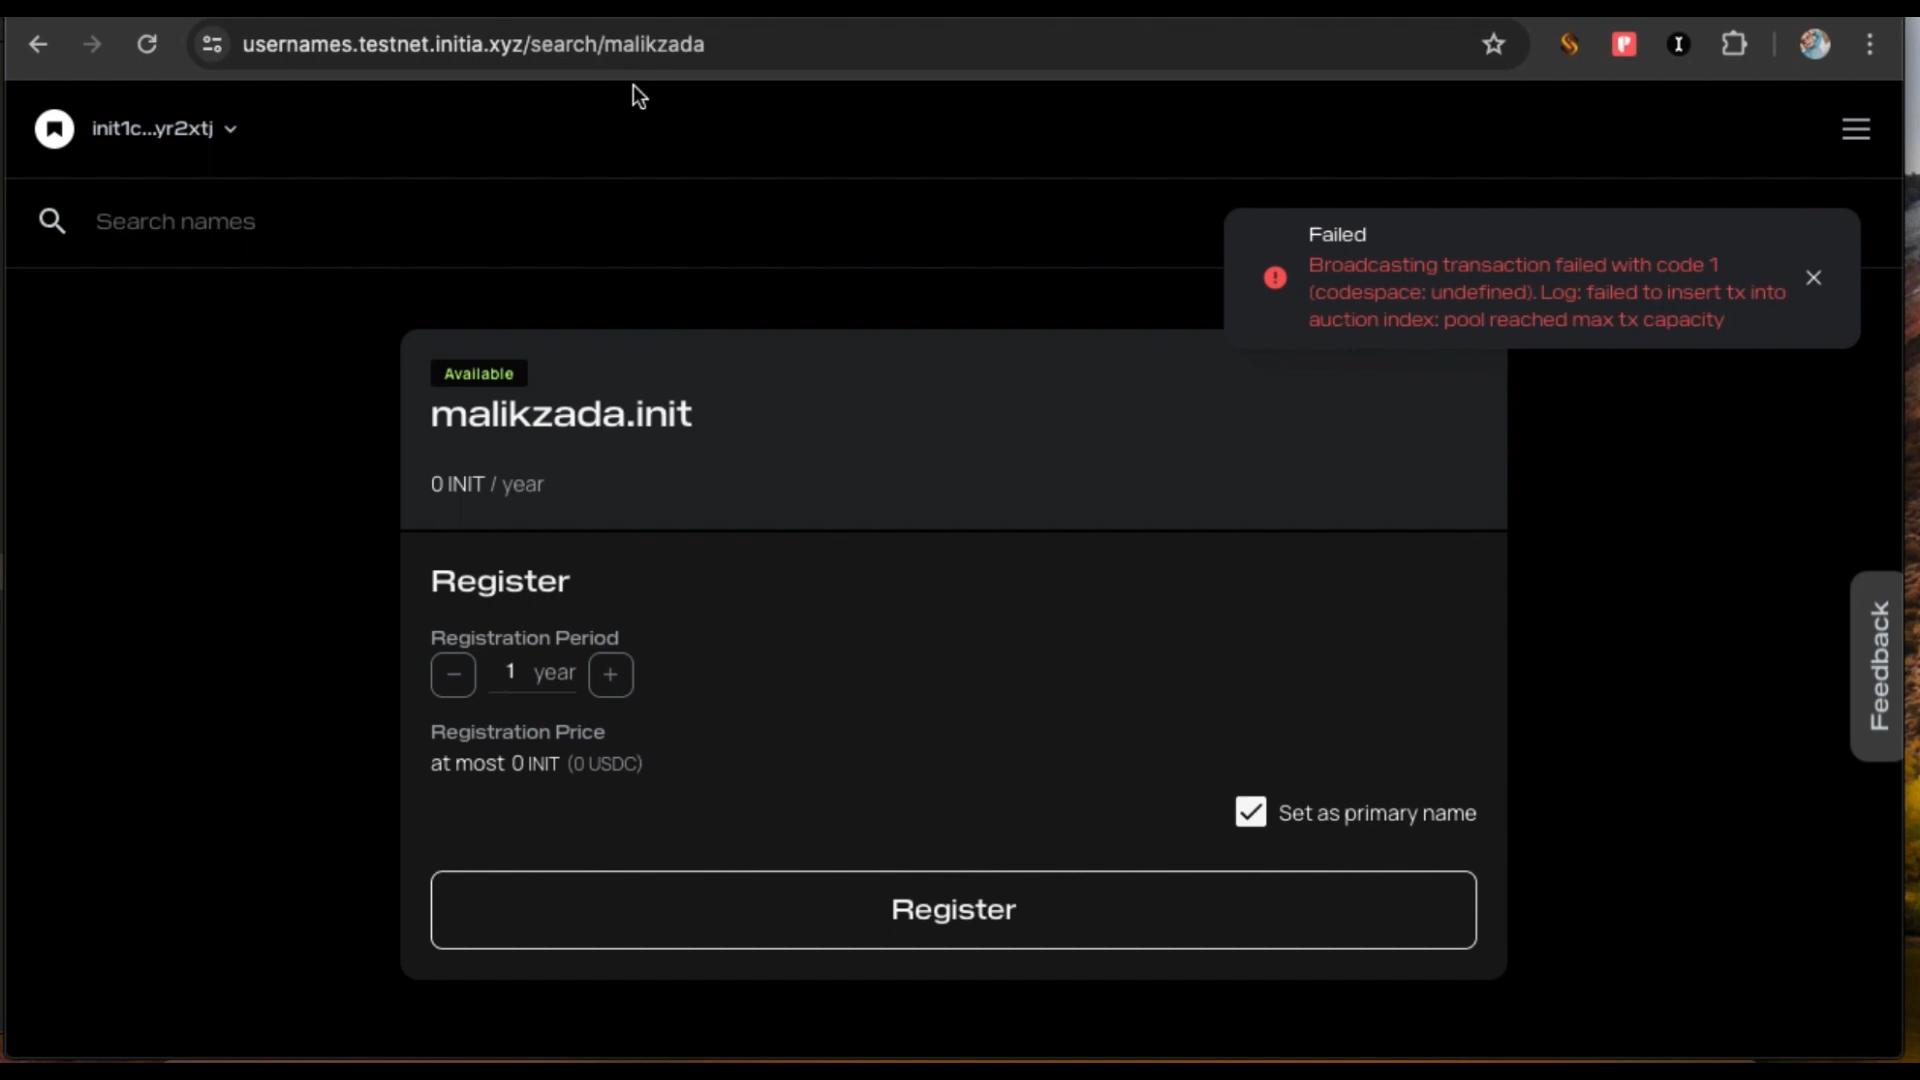 usernames.testnet.initia.xyz/search/malikzada
init1c...yr2xtj
Search names
Failed
Broadcasting transaction failed with code 1
(codespace: undefined). Log: failed to insert tx into
auction index: pool reached max tx capacity
Available
malikzada.init
0 INIT / year
Register
Registration Period
1 year
Registration Price
at most 0 INIT (0 USDC)
Set as primary name
Register
Feedback